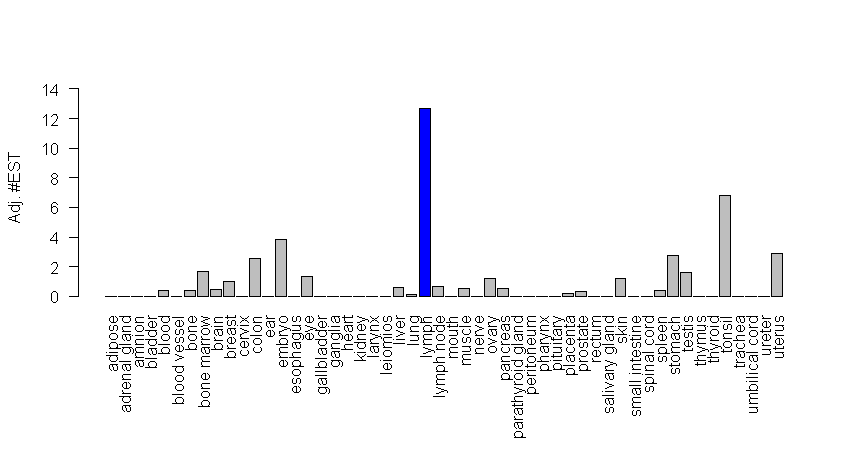 Adj. #EST
14
12
10
8
6
4
2
0
adipose
adrenal gland
amnion
bladder
blood
blood vessel
bone
bone marrow
brain
breast
cervix
colon
ear
embryo
esophagus
eye
gallbladder
ganglia
heart
kidney
larynx
leiomios
liver
lung
lymph
lymph node
mouth
muscle
nerve
ovary
pancreas
parathyroid gland
peritoneum
pharynx
pituitary
placenta
prostate
rectum
salivary gland
skin
small intestine
spinal cord
spleen
stomach
testis
thymus
thyroid
tonsil
trachea
umbilical cord
ureter
uterus